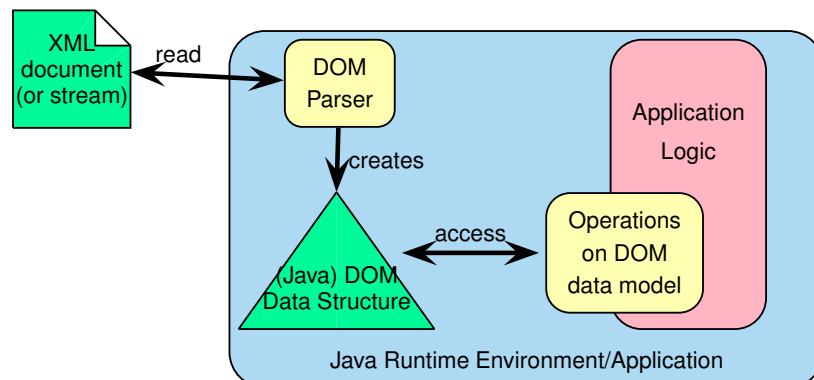 XML
document
(or stream)
read
DOM
Parser
Application
Logic
creates
(Java) DOM
Data Structure
access
Operations
on DOM
data model
Java Runtime Environment/Application